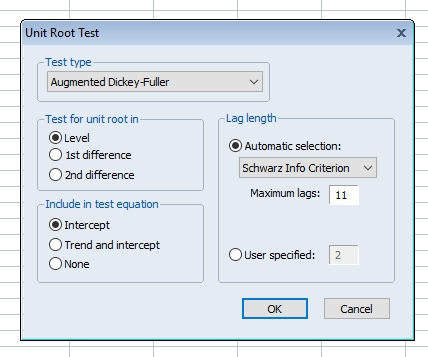 Unit Root Test
Test type
Augmented Dickey-Fuller
Test for unit root in
Level
1st difference
2nd difference
Include in test equation
Intercept
Trend and intercept
None
Lag length
Automatic selection:
Schwarz Info Criterion
Maximum lags: 11
User specified: 2
OK Cancel